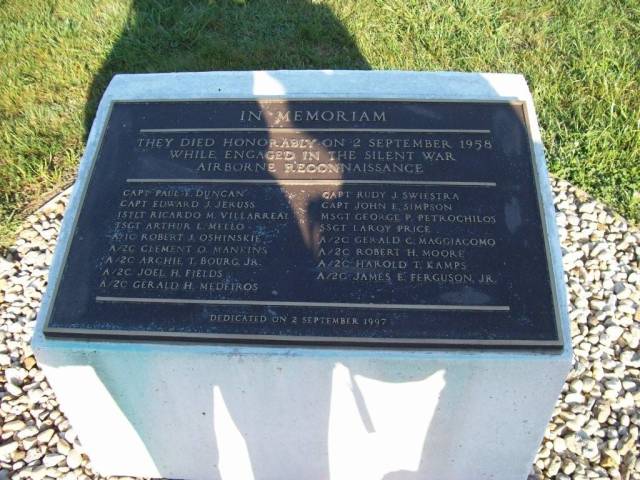 IN MEMORIAM
THEY DIED HONORABLY ON 2 SEPTEMBER 1958
WHILE ENGAGED IN THE SILENT WAR
AIRBORNE RECONNAISSANCE
CAPT PAUL E. DUNCAN
CAPT EDWARD J. JERUSS
1STLT RICARDO M. VILLARREAL
TSGT ARTHUR L. MELLO
A/1C ROBERT J. OSHINSKIE
A/2C CLEMENT O. MANKINS
A/2C ARCHIE T. BOURG, JR.
A/2C JOEL H. FIELDS
A/2C GERALD H. MEDEIROS
CAPT RUDY J. SWIESTRA
CAPT JOHN E. SIMPSON
MSGT GEORGE P. PETROCHILOS
SSGT LAROY PRICE
A/2C GERALD C. MAGGIACOMO
A/2C ROBERT H. MOORE
A/2C HAROLD T. KAMPS
A/2C JAMES E. FERGUSON, JR.
DEDICATED ON 2 SEPTEMBER 1997